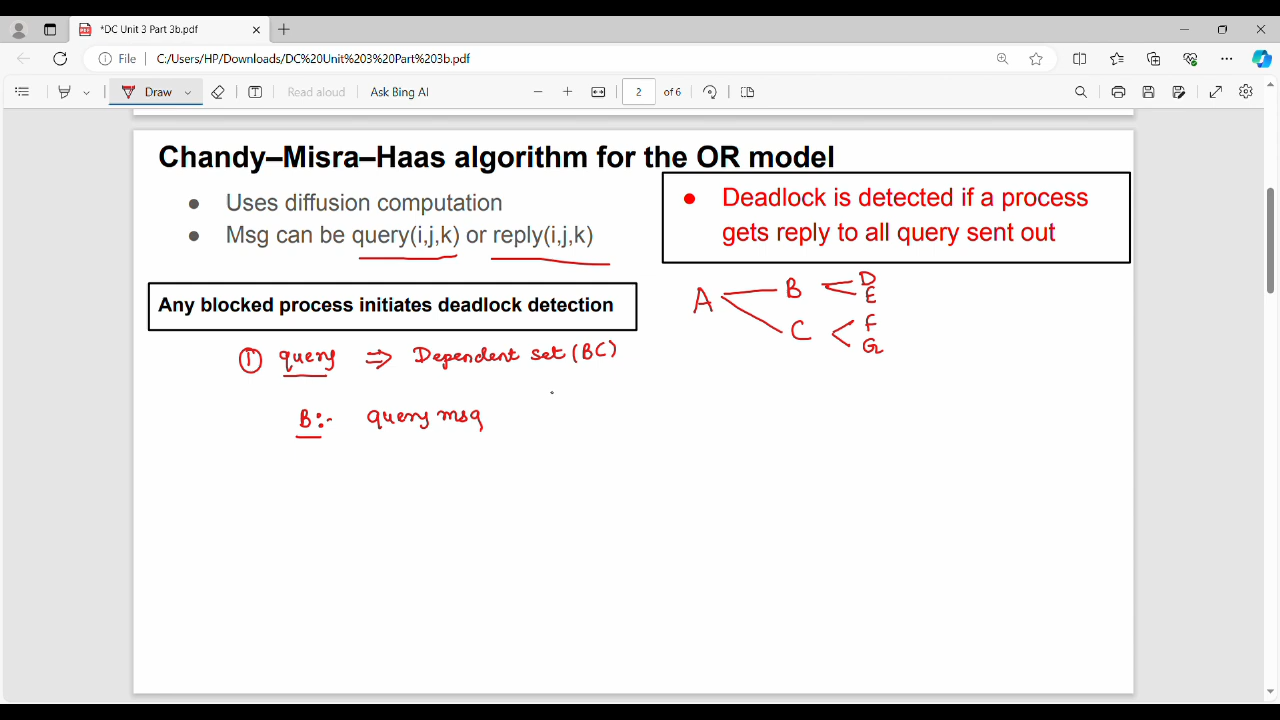 *DC Unit 3 Part 3b.pdf
File C:/Users/HP/Downloads/DC%20Unit%203%20Part%203b.pdf
Draw Read aloud Ask Bing AI 2 of 6
Chandy–Misra–Haas algorithm for the OR model
● Uses diffusion computation
● Msg can be query(i,j,k) or reply(i,j,k)
● Deadlock is detected if a process
gets reply to all query sent out
Any blocked process initiates deadlock detection
A B D
E
C F
G
① query ⇒ Dependent set (BC)
B:- query msg